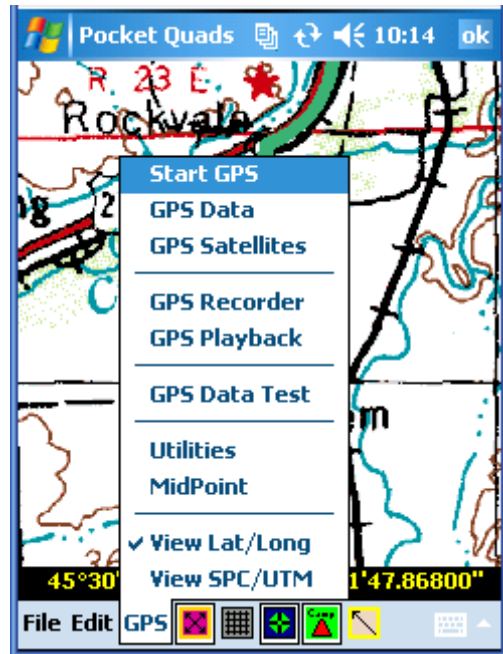 Pocket Quads 10:14 ok
R. 23 E.
Rockvale
Start GPS
GPS Data
GPS Satellites
GPS Recorder
GPS Playback
GPS Data Test
Utilities
MidPoint
View Lat/Long
View SPC/UTM
45°30' 1'47.86800"
File Edit GPS Camp